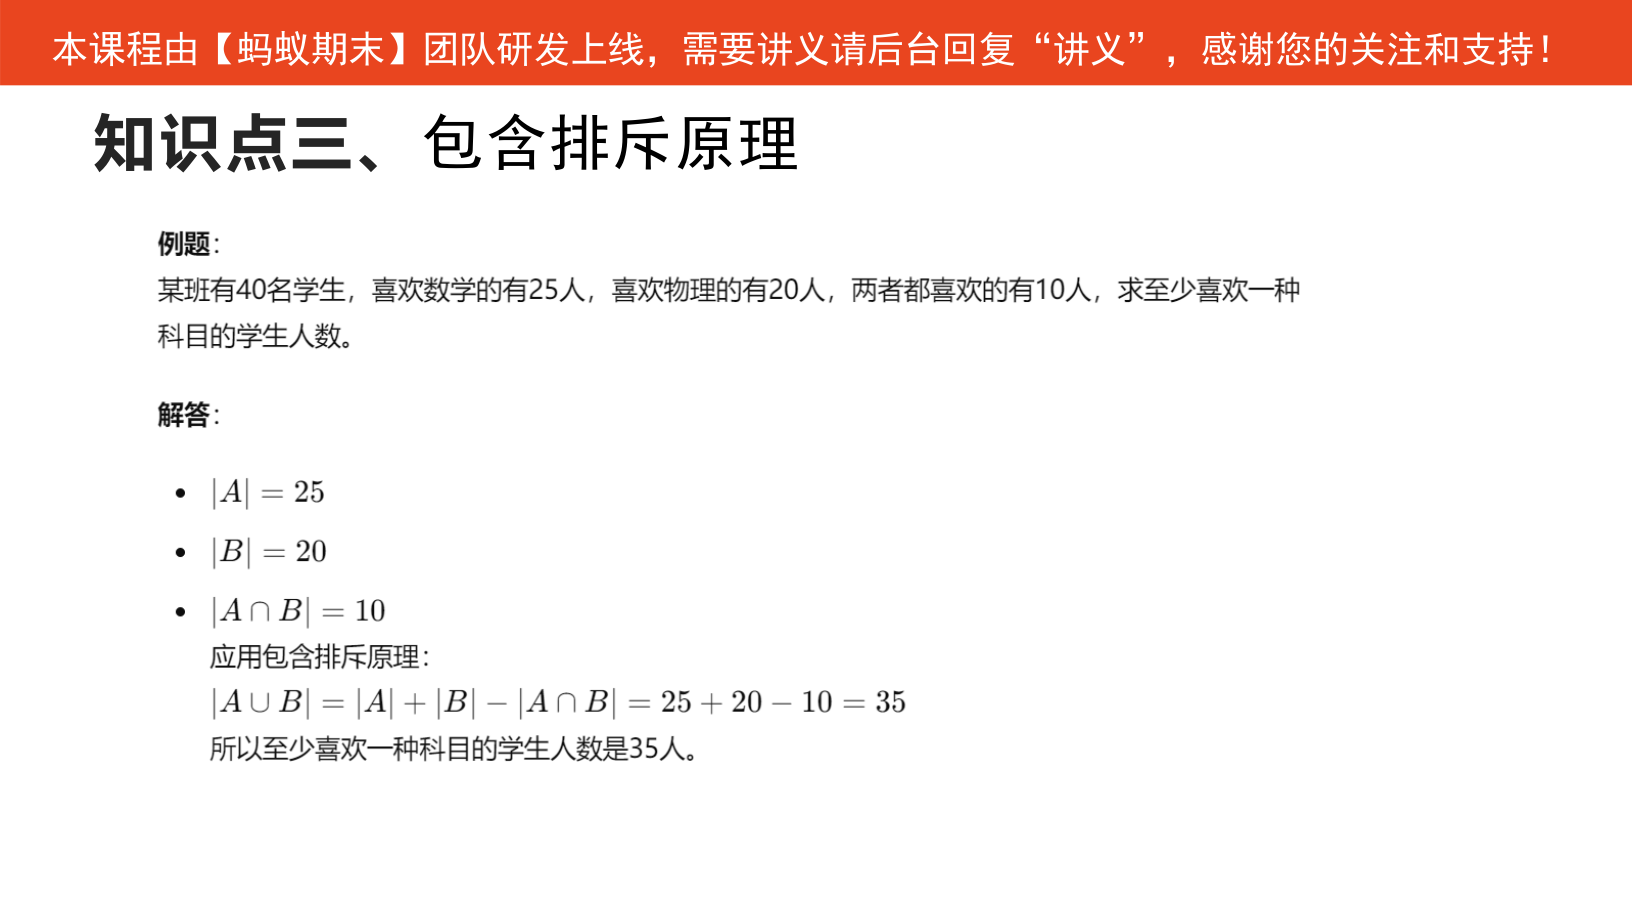 本课程由【蚂蚁期末】团队研发上线，需要讲义请后台回复“讲义”，感谢您的关注和支持！
知识点三、包含排斥原理
例题：
某班有40名学生，喜欢数学的有25人，喜欢物理的有20人，两者都喜欢的有10人，求至少喜欢一种
科目的学生人数。
解答：
• |A| = 25
• |B| = 20
• |A ∩ B| = 10
应用包含排斥原理：
|A ∪ B| = |A| + |B| − |A ∩ B| = 25 + 20 − 10 = 35
所以至少喜欢一种科目的学生人数是35人。